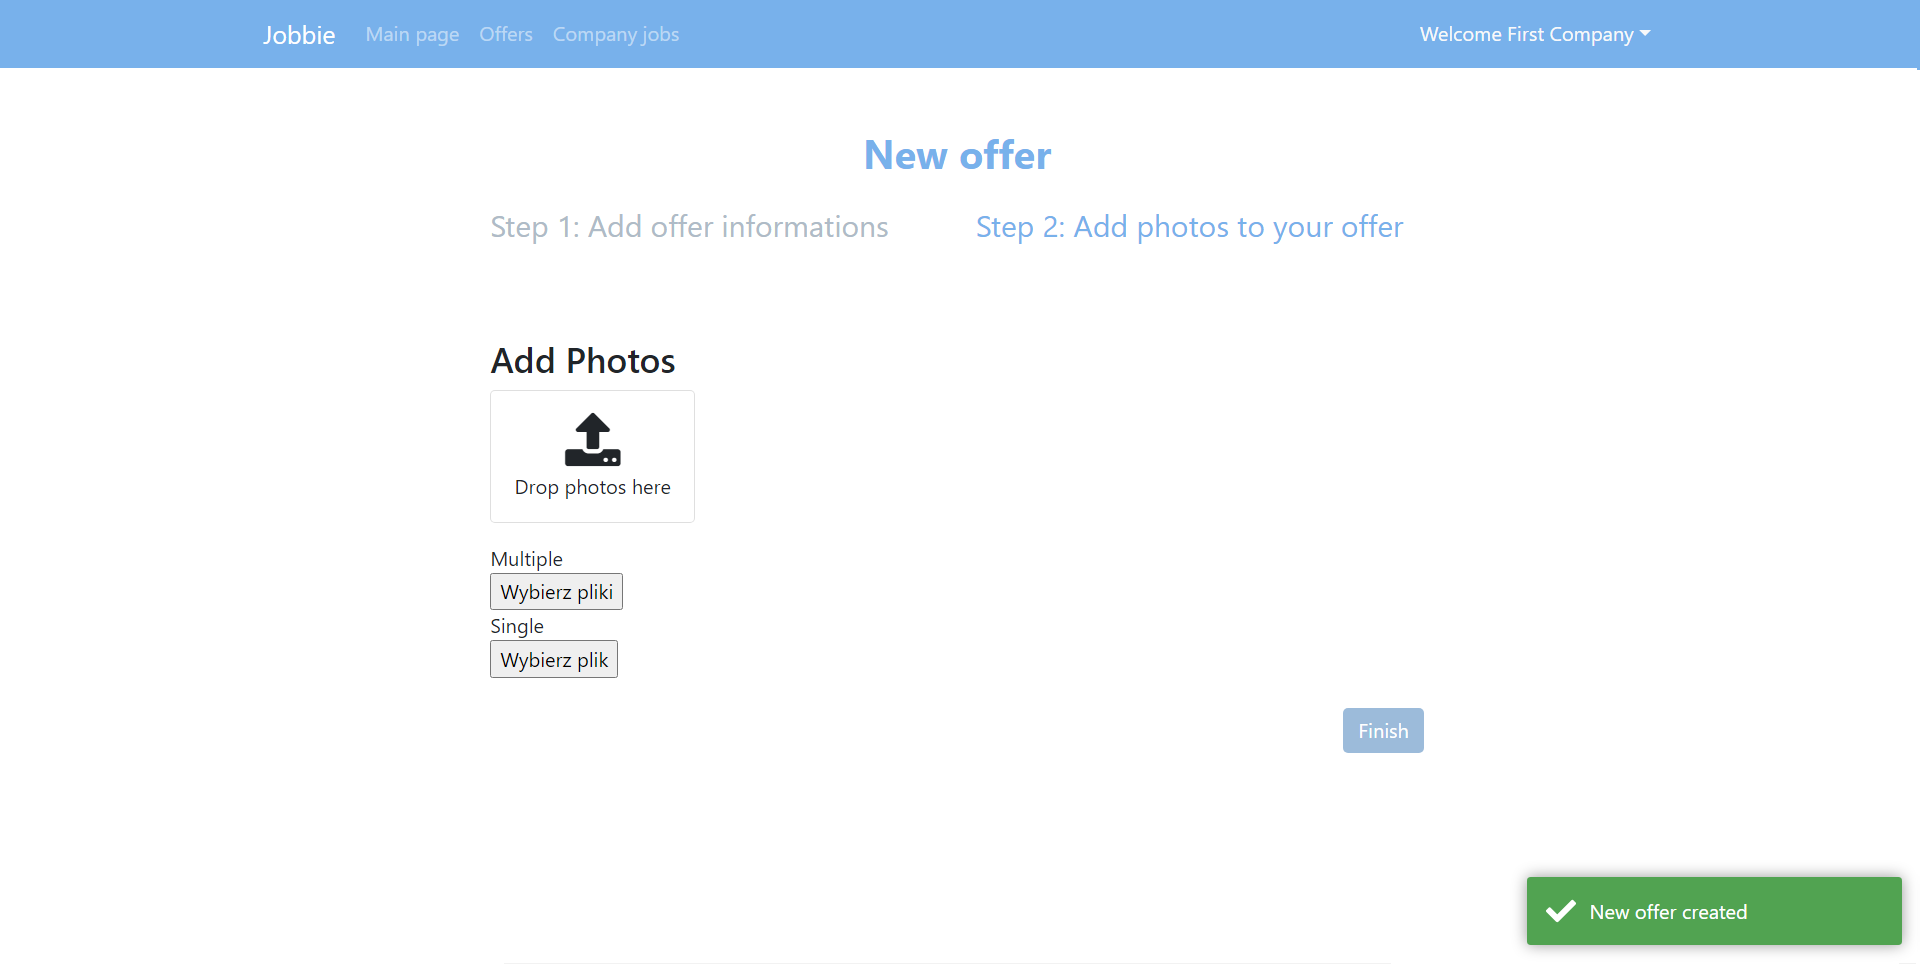 Jobbie Main page Offers Company jobs Welcome First Company
New offer
Step 1: Add offer informations Step 2: Add photos to your offer
Add Photos
Drop photos here
Multiple
Wybierz pliki
Single
Wybierz plik
Finish
New offer created